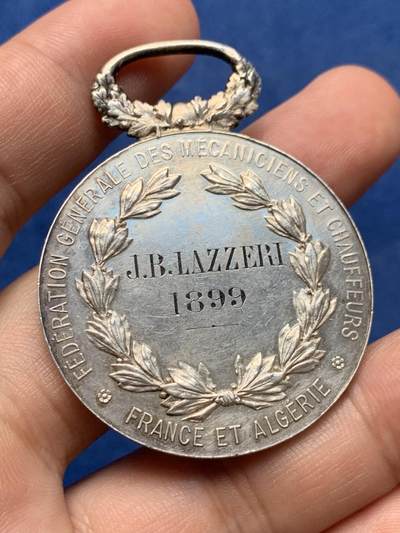 FÉDÉRATION GÉNÉRALE DES MÉCANICIENS ET CHAUFFEURS
J.B. LAZZERI
1899
FRANCE ET ALGÉRIE